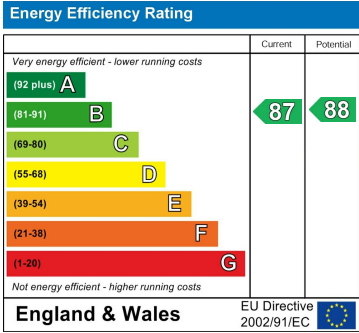 Energy Efficiency Rating
Current Potential
Very energy efficient - lower running costs
(92 plus) A
(81-91) B
87 88
(69-80) C
(55-68) D
(39-54) E
(21-38) F
(1-20) G
Not energy efficient - higher running costs
England & Wales
EU Directive
2002/91/EC